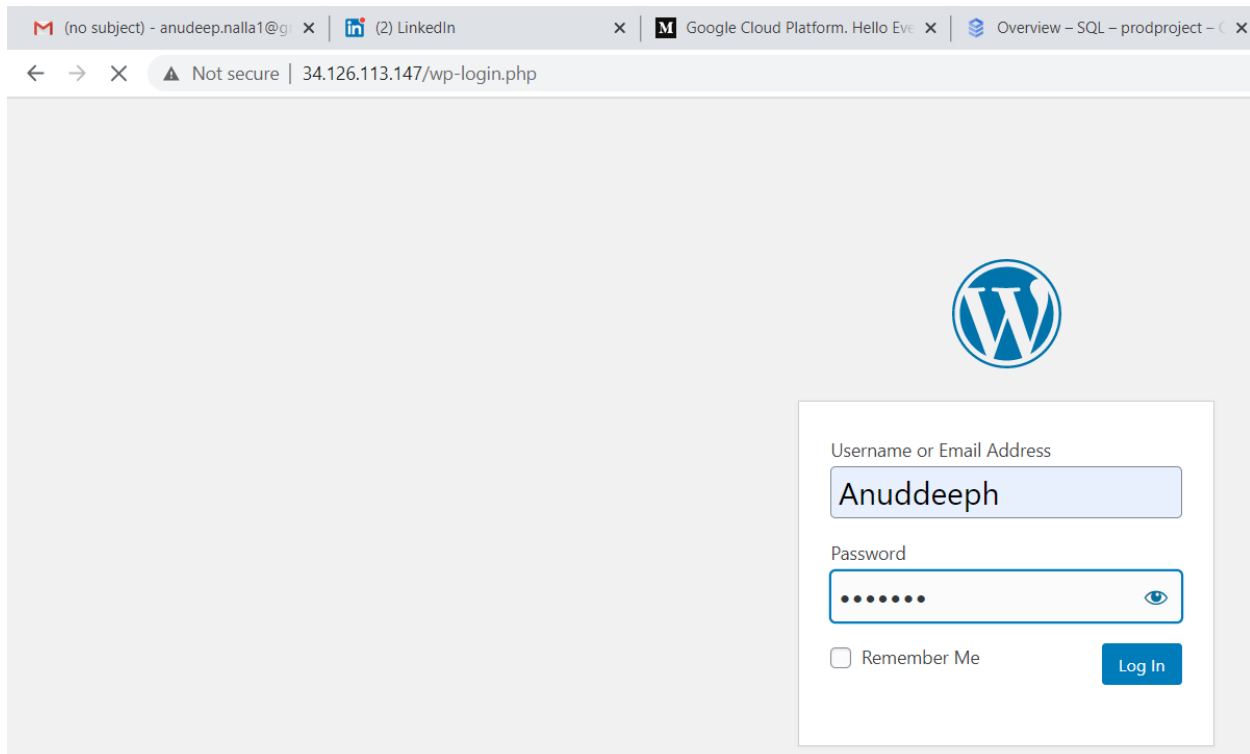 (no subject) - anudeep.nalla1@g
(2) LinkedIn
Google Cloud Platform. Hello Eve
Overview – SQL – prodproject –
Not secure | 34.126.113.147/wp-login.php
Username or Email Address
Anuddeeph
Password
Remember Me
Log In